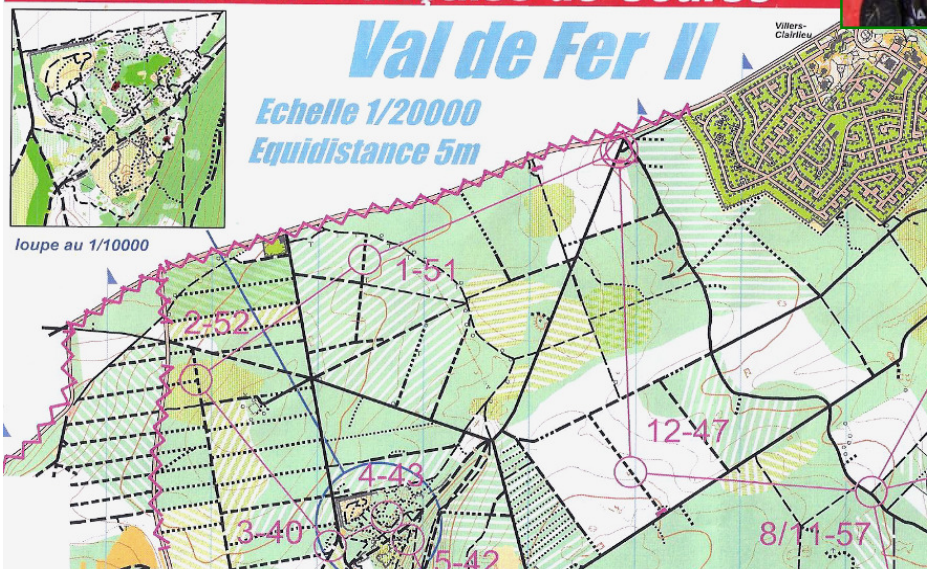 Villers-
Clairlieu
Val de Fer II
Echelle 1/20000
Equidistance 5m
loupe au 1/10000
1-51
2-52
12-47
4-43
3-40
8/11-57
5-42